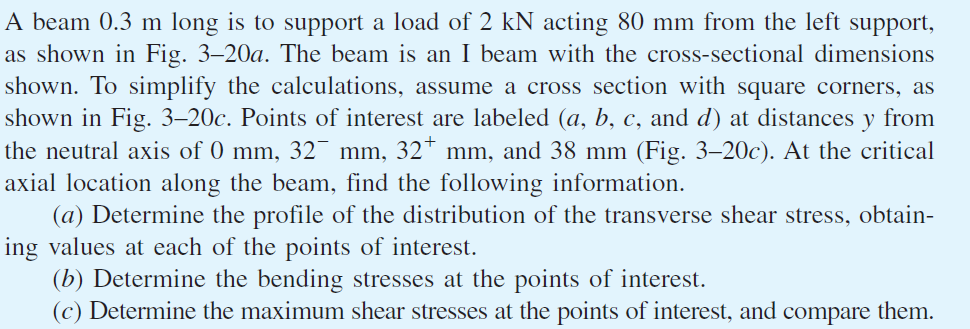 A beam 0.3 m long is to support a load of 2 kN acting 80 mm from the left support,
as shown in Fig. 3–20a. The beam is an I beam with the cross-sectional dimensions
shown. To simplify the calculations, assume a cross section with square corners, as
shown in Fig. 3–20c. Points of interest are labeled (a, b, c, and d) at distances y from
the neutral axis of 0 mm, 32⁻ mm, 32⁺ mm, and 38 mm (Fig. 3–20c). At the critical
axial location along the beam, find the following information.
(a) Determine the profile of the distribution of the transverse shear stress, obtain-
ing values at each of the points of interest.
(b) Determine the bending stresses at the points of interest.
(c) Determine the maximum shear stresses at the points of interest, and compare them.